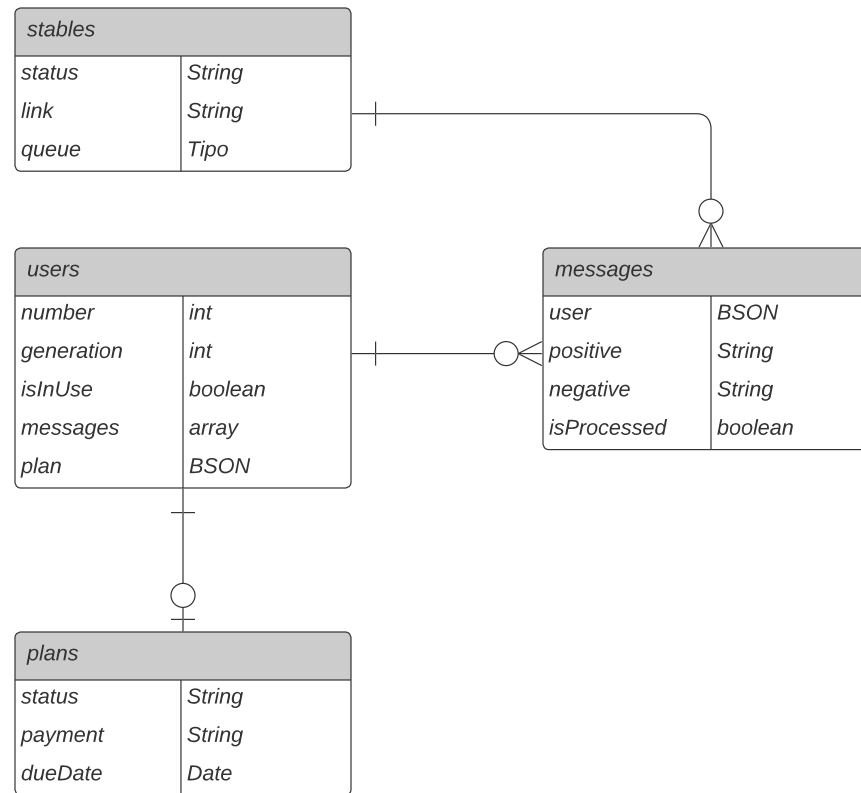 stables
status String
link String
queue Tipo
users
number int
generation int
isInUse boolean
messages array
plan BSON
messages
user BSON
positive String
negative String
isProcessed boolean
plans
status String
payment String
dueDate Date